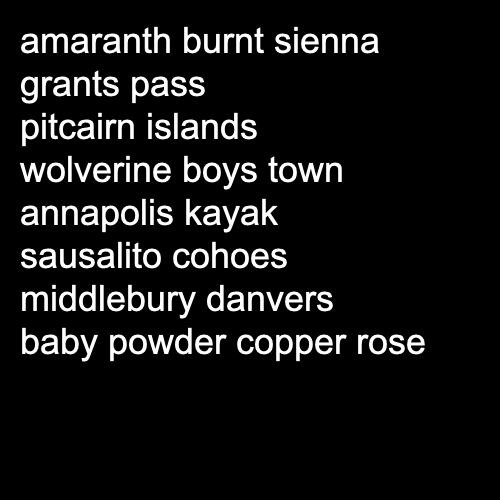 amaranth burnt sienna
grants pass
pitcairn islands
wolverine boys town
annapolis kayak
sausalito cohoes
middlebury danvers
baby powder copper rose